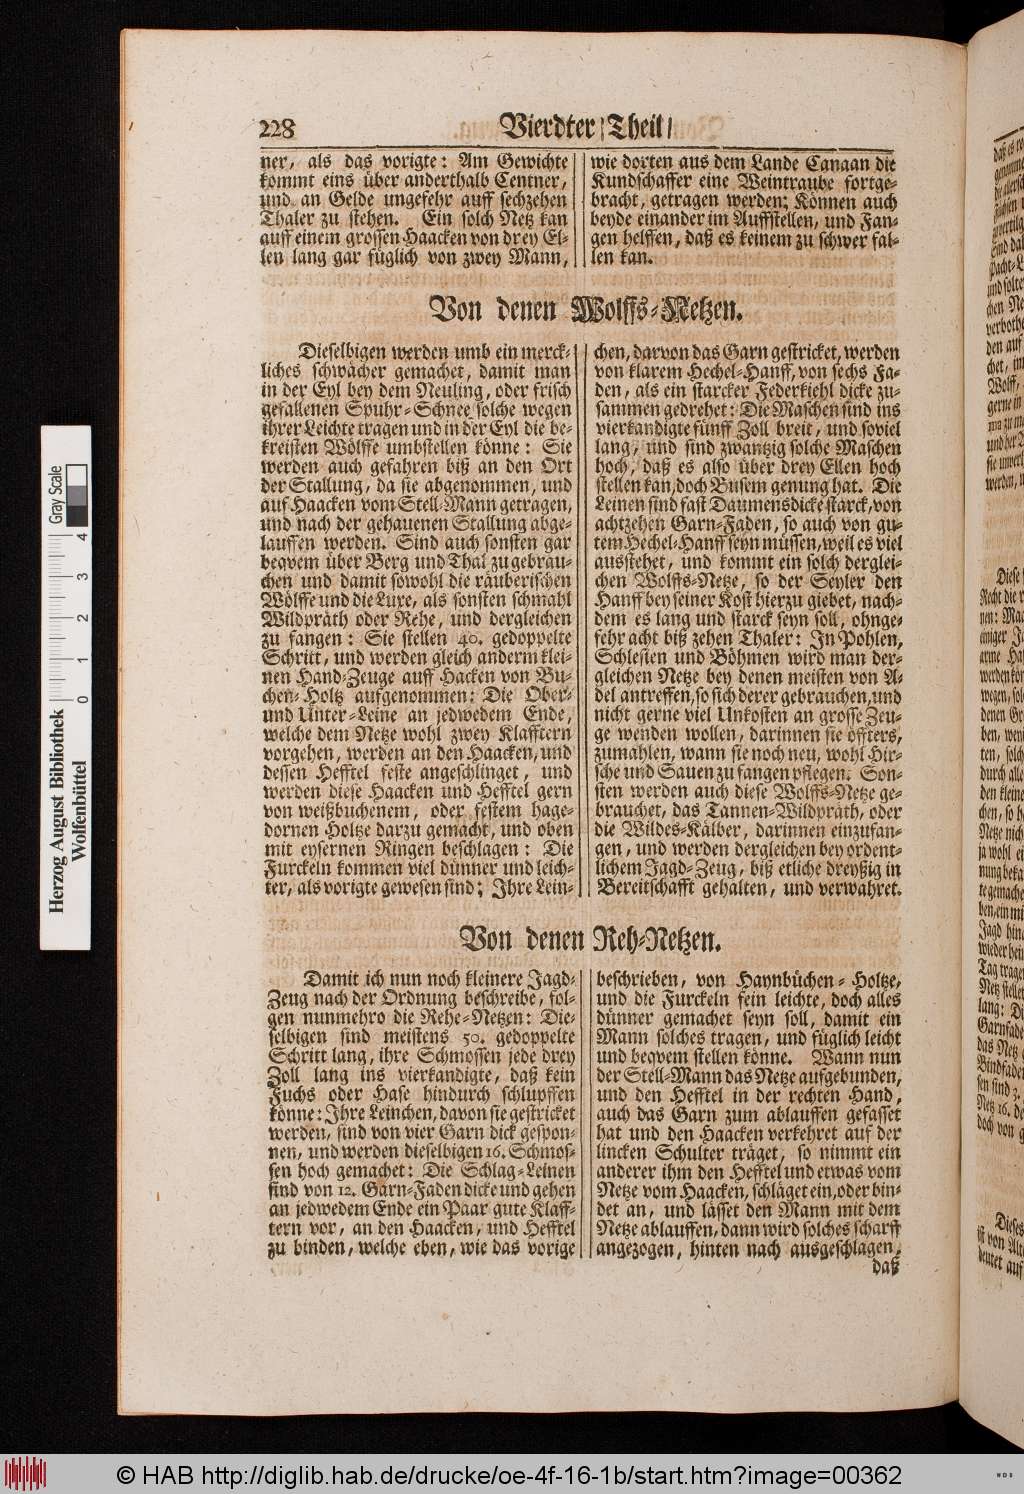 228
Vierdter Theil/
ner, als das vorigte: Am Gewichte
kommt eins über anderthalb Centner,
und an Gelde ungefehr auff sechzehen
Thaler zu stehen. Ein solch Netz kan
auff einem grossen Haacken von drey El-
len lang gar füglich von zwey Mann,
wie dorten aus dem Lande Canaan die
Kundschaffer eine Weintraube fortge-
bracht, getragen werden; Können auch
beyde einander im Auffstellen, und Fan-
gen helffen, daß es keinem zu schwer fal-
len kan.
Von denen Wolffs-Netzen.
Dieselbigen werden umb ein merck-
liches schwächer gemachet, damit man
in der Eyl bey dem Neuling, oder frisch
gefallenen Spuhr-Schnee solche wegen
ihrer Leichte tragen und in der Eyl die be-
kreisten Wölffe umbstellen könne: Sie
werden auch gefahren biß an den Ort
der Stallung, da sie abgenommen, und
auf Haacken vom Stell-Mann getragen,
und nach der gehauenen Stallung abge-
lauffen werden. Sind auch sonsten gar
beqvem über Berg und Thal zu gebrau-
chen und damit sowohl die räuberischen
Wölffe und die Luxe, als sonsten schmahl
Wildpräth oder Rehe, und dergleichen
zu fangen: Sie stellen 40. gedoppelte
Schritt, und werden gleich anderm klei-
nen Hand-Zeuge auff Hacken von Bu-
chen-Holtz aufgenommen: Die Ober-
und Unter-Leine an jedwedem Ende,
welche dem Netze wohl zwey Klafftern
vorgehen, werden an den Haacken, und
dessen Hefftel feste angeschlinget, und
werden diese Haacken und Hefftel gern
von weißbuchenem, oder festem hage-
dornen Holtze darzu gemacht, und oben
mit eysernen Ringen beschlagen: Die
Furckeln kommen viel dünner und leich-
ter, als vorigte gewesen sind; Ihre Lein-
chen, darvon das Garn gestricket, werden
von klarem Hechel-Hanff, von sechs Fa-
den, als ein starcker Federkiehl dicke zu-
sammen gedrehet: Die Maschen sind ins
vierkandigte fünff Zoll breit, und soviel
lang, und sind zwantzig solche Maschen
hoch, daß es also über drey Ellen hoch
stellen kan, doch Busem genung hat. Die
Leinen sind fast Daumensdicke starck, von
achtzehen Garn-Faden, so auch von gu-
tem Hechel-Hanff seyn müssen, weil es viel
ausstehet, und kommt ein solch derglei-
chen Wolffs-Netze, so der Seyler den
Hanff bey seiner Kost hierzu giebet, nach-
dem es lang und starck seyn soll, ohnge-
fehr acht biß zehen Thaler: In Pohlen,
Schlesien und Böhmen wird man der-
gleichen Netze bey denen meisten von A-
del antreffen, so sich derer gebrauchen, und
nicht gerne viel Unkosten an grosse Zeu-
ge wenden wollen, darinnen sie öffters,
zumahlen, wann sie noch neu, wohl Hir-
sche und Sauen zu fangen pflegen. Son-
sten werden auch diese Wolffs-Netze ge-
brauchet, das Tannen-Wildpräth, oder
die Wildes-Kälber, darinnen einzufan-
gen, und werden dergleichen bey ordent-
lichem Jagd-Zeug, biß etliche dreyßig in
Bereitschafft gehalten, und verwahret.
Von denen Reh-Netzen.
Damit ich nun noch kleinere Jagd-
Zeug nach der Ordnung beschreibe, fol-
gen nunmehro die Rehe-Netzen: Die-
selbigen sind meistens 50. gedoppelte
Schritt lang, ihre Schmossen jede drey
Zoll lang ins vierkandigte, daß kein
Fuchs oder Hase hindurch schlupffen
könne: Ihre Leinchen, davon sie gestricket
werden, sind von vier Garn dick gespon-
nen, und werden dieselbigen 16. Schmos-
sen hoch gemachet: Die Schlag-Leinen
sind von 12. Garn-Faden dicke und gehen
an jedwedem Ende ein Paar gute Klaff-
tern vor, an den Haacken, und Hefftel
zu binden, welche eben, wie das vorige
beschrieben, von Haynbüchen-Holtze,
und die Furckeln fein leichte, doch alles
dünner gemachet seyn soll, damit ein
Mann solches tragen, und füglich leicht
und beqvem stellen könne. Wann nun
der Stell-Mann das Netze aufgebunden,
und den Hefftel in der rechten Hand,
auch das Garn zum ablauffen gefasset
hat und den Haacken verkehret auf der
lincken Schulter träget, so nimmt ein
anderer ihm den Hefftel und etwas vom
Netze vom Haacken, schläget ein, oder bin-
det an, und lässet den Mann mit dem
Netze ablauffen, dann wird solches scharff
angezogen, hinten nach ausgeschlagen,
daß
Herzog August Bibliothek
Wolfenbüttel
Gray Scale
0 1 2 3 4
© HAB http://diglib.hab.de/drucke/oe-4f-16-1b/start.htm?image=00362